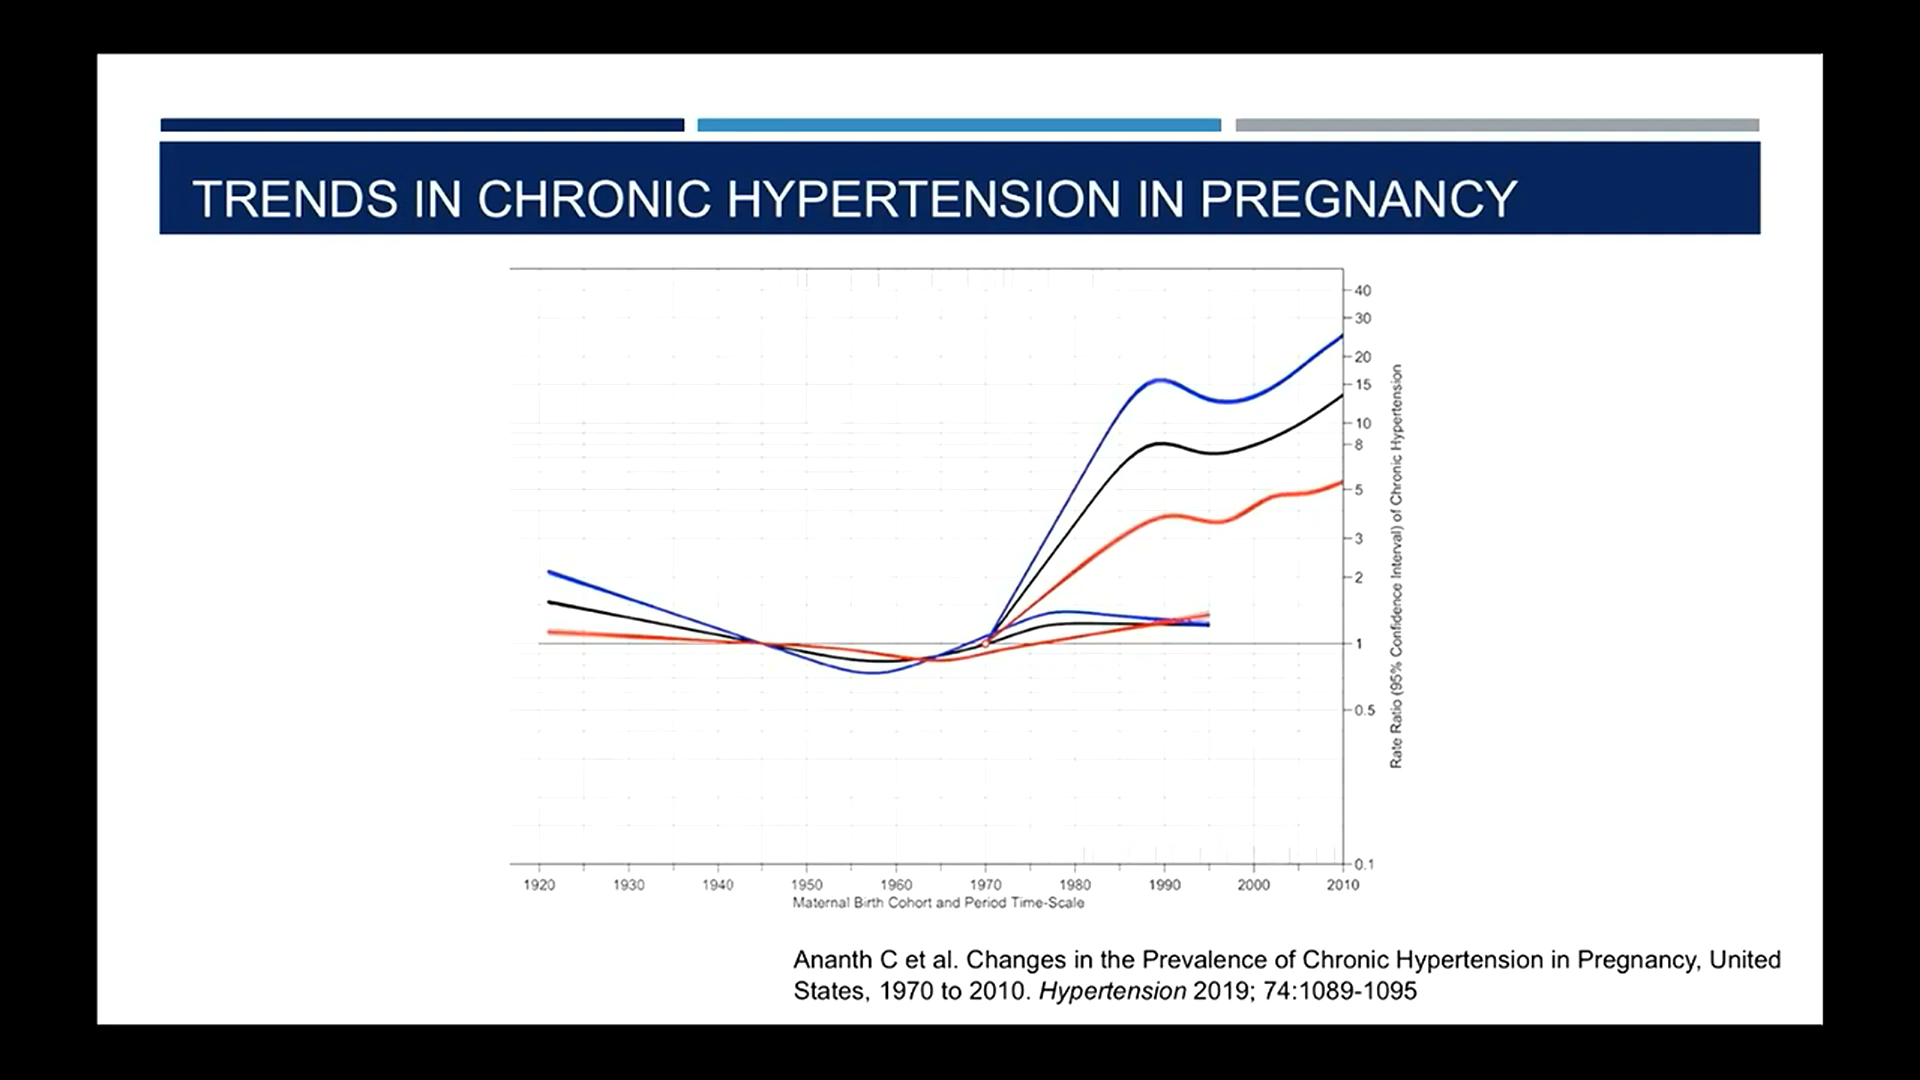 TRENDS IN CHRONIC HYPERTENSION IN PREGNANCY
40
30
20
15
10
8
5
3
2
1
0.5
0.1
Rate Ratio (95% Confidence Interval) of Chronic Hypertension
1920 1930 1940 1950 1960 1970 1980 1990 2000 2010
Maternal Birth Cohort and Period Time-Scale
Ananth C et al. Changes in the Prevalence of Chronic Hypertension in Pregnancy, United
States, 1970 to 2010. Hypertension 2019; 74:1089-1095